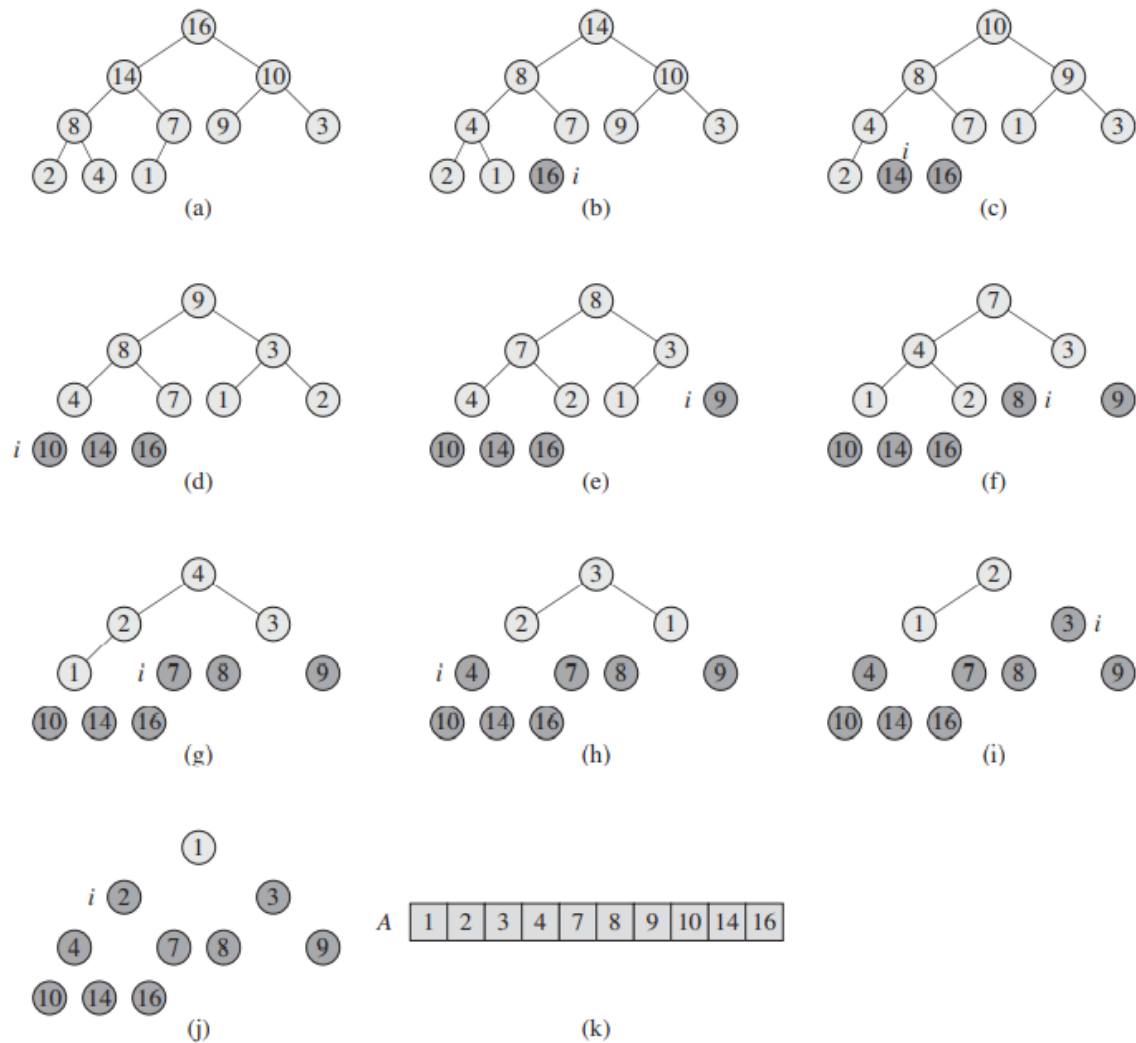 16 14 10
14 10 8 10 8 9
8 7 9 3 4 7 9 3 4 7 1 3
2 4 1 2 1 16 i 2 i 14 16
(a) (b) (c)
9 8 7
8 3 7 3 4 3
4 7 1 2 4 2 1 i 9 1 2 8 i 9
i 10 14 16 10 14 16 10 14 16
(d) (e) (f)
4 3 2
2 3 2 1 1 3 i
1 i 7 8 9 i 4 7 8 9 4 7 8 9
10 14 16 10 14 16 10 14 16
(g) (h) (i)
1
i 2 3
A 1 2 3 4 7 8 9 10 14 16
4 7 8 9
10 14 16
(j) (k)